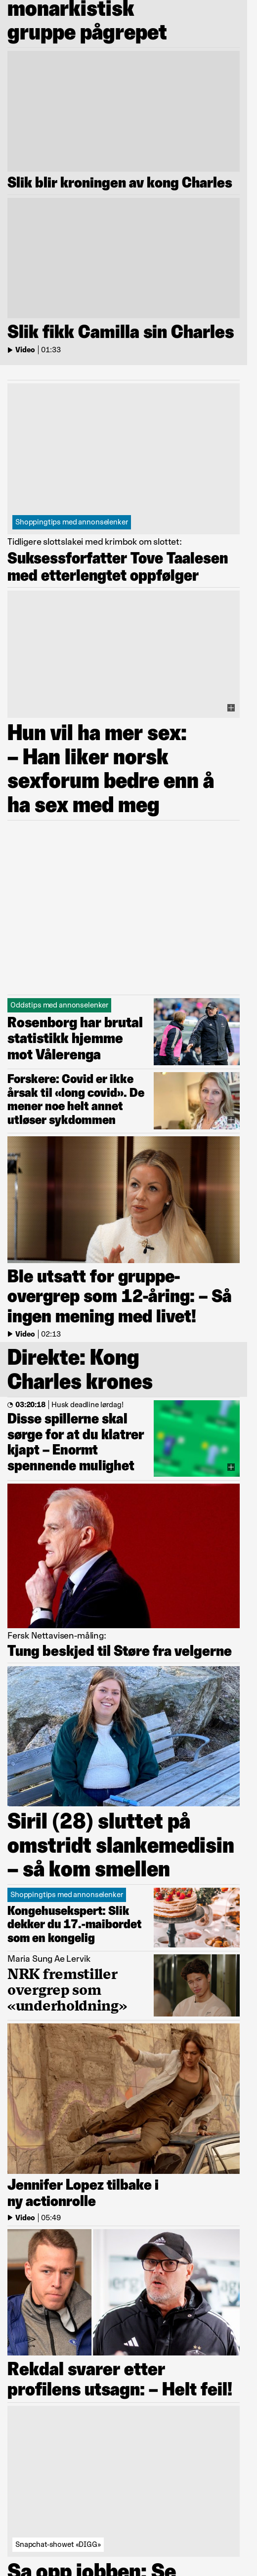 monarkistisk
gruppe pågrepet
Slik blir kroningen av kong Charles
Slik fikk Camilla sin Charles
Video | 01:33
Shoppingtips med annonselenker
Tidligere slottslakei med krimbok om slottet:
Suksessforfatter Tove Taalesen
med etterlengtet oppfølger
Hun vil ha mer sex:
– Han liker norsk
sexforum bedre enn å
ha sex med meg
Oddstips med annonselenker
Rosenborg har brutal
statistikk hjemme
mot Vålerenga
Forskere: Covid er ikke
årsak til «long covid». De
mener noe helt annet
utløser sykdommen
Ble utsatt for gruppe-
overgrep som 12-åring: – Så
ingen mening med livet!
Video | 02:13
Direkte: Kong
Charles krones
03:20:18 | Husk deadline lørdag!
Disse spillerne skal
sørge for at du klatrer
kjapt – Enormt
spennende mulighet
Fersk Nettavisen-måling:
Tung beskjed til Støre fra velgerne
Siril (28) sluttet på
omstridt slankemedisin
– så kom smellen
Shoppingtips med annonselenker
Kongehusekspert: Slik
dekker du 17.-maibordet
som en kongelig
Maria Sung Ae Lervik
NRK fremstiller
overgrep som
«underholdning»
Jennifer Lopez tilbake i
ny actionrolle
Video | 05:49
Rekdal svarer etter
profilens utsagn: – Helt feil!
Snapchat-showet «DIGG»
Sa opp jobben: Se